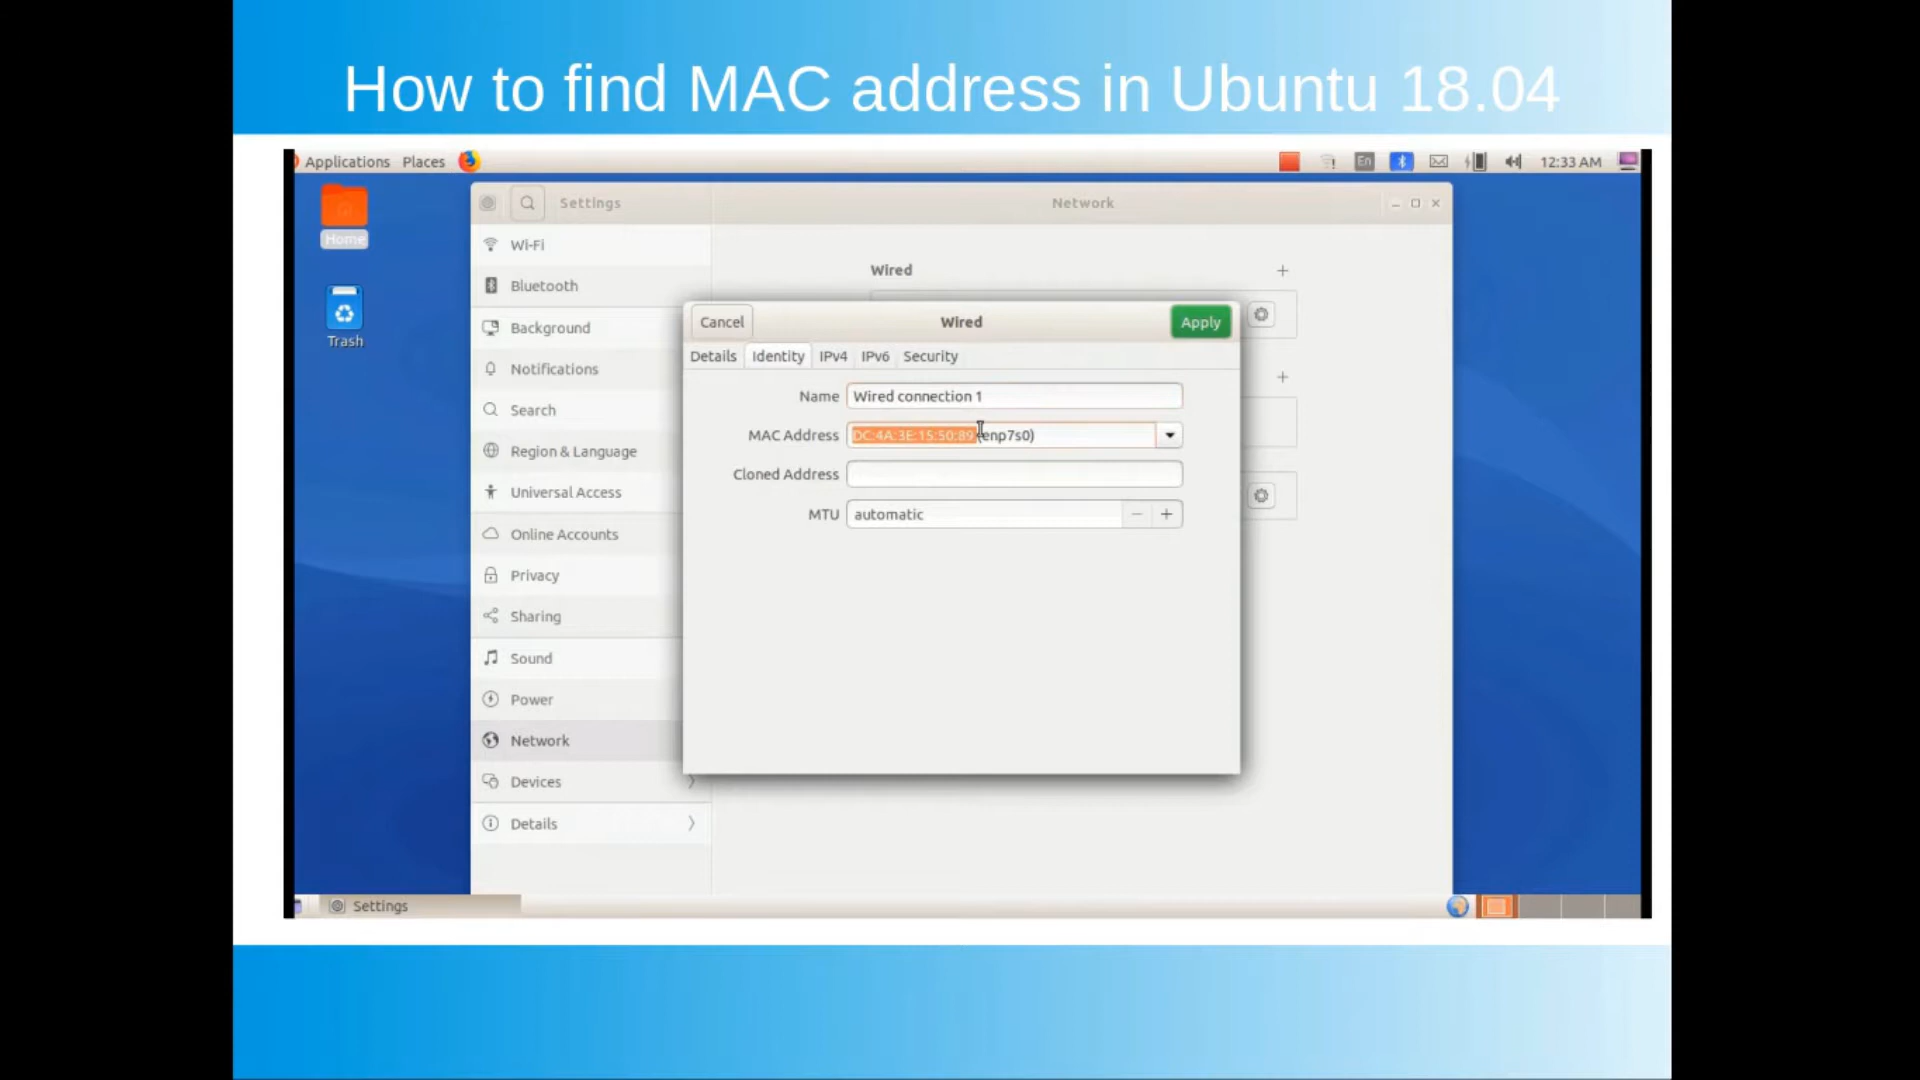 How to find MAC address in Ubuntu 18.04
Applications Places
En
12:33 AM
Home
Trash
Settings
Network
Wi-Fi
Bluetooth
Background
Notifications
Search
Region & Language
Universal Access
Online Accounts
Privacy
Sharing
Sound
Power
Network
Devices
Details
Wired
Cancel
Wired
Apply
Details Identity IPv4 IPv6 Security
Name Wired connection 1
MAC Address DC:4A:3E:15:50:89 (enp7s0)
Cloned Address
MTU automatic
Settings